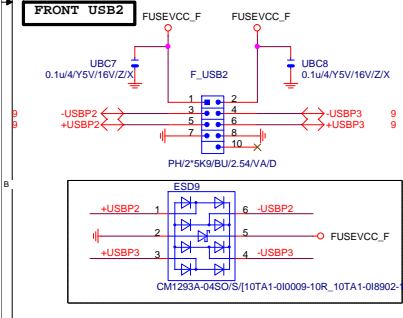 FRONT USB2
FUSEVCC_F FUSEVCC_F
UBC7
0.1u/4/Y5V/16V/Z/X
UBC8
0.1u/4/Y5V/16V/Z/X
F_USB2
1 2
9 -USBP2 3 4 -USBP3 9
9 +USBP2 5 6 +USBP3 9
7 8
10
PH/2*5K9/BU/2.54/VA/D
B
ESD9
+USBP2 1 6 -USBP2
2 5 FUSEVCC_F
+USBP3 3 4 -USBP3
CM1293A-04SO/S/[10TA1-0I0009-10R_10TA1-0I8902-1